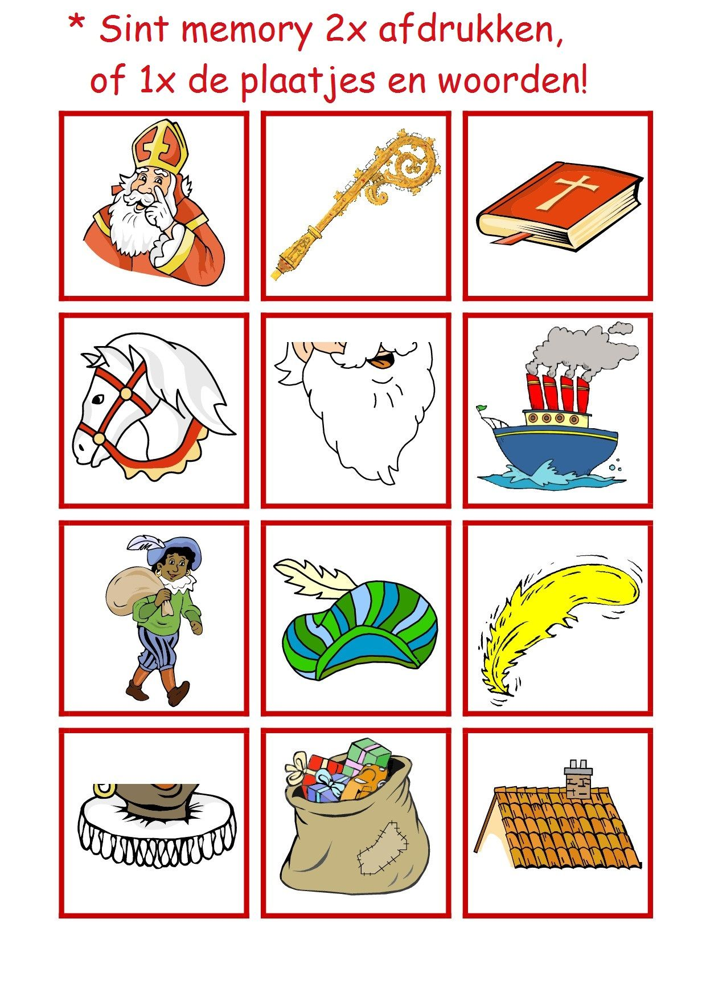 * Sint memory 2x afdrukken,
of 1x de plaatjes en woorden!